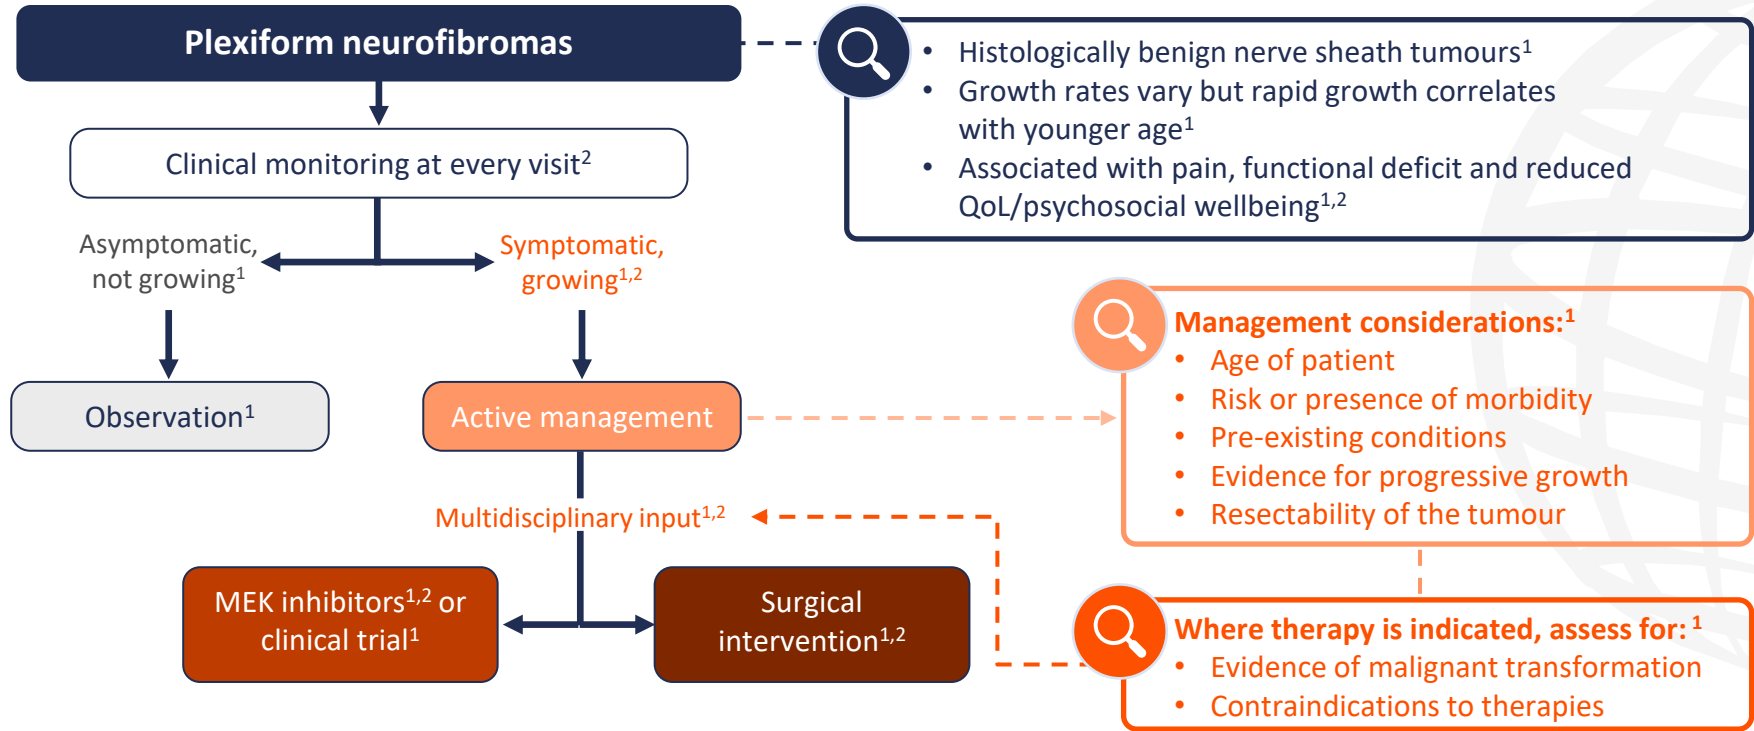 Plexiform neurofibromas
• Histologically benign nerve sheath tumours¹
• Growth rates vary but rapid growth correlates
with younger age¹
• Associated with pain, functional deficit and reduced
QoL/psychosocial wellbeing¹,²
Clinical monitoring at every visit²
Asymptomatic,
not growing¹
Symptomatic,
growing¹,²
Observation¹
Active management
Management considerations:¹
• Age of patient
• Risk or presence of morbidity
• Pre-existing conditions
• Evidence for progressive growth
• Resectability of the tumour
Multidisciplinary input¹,²
MEK inhibitors¹,² or
clinical trial¹
Surgical
intervention¹,²
Where therapy is indicated, assess for: ¹
• Evidence of malignant transformation
• Contraindications to therapies